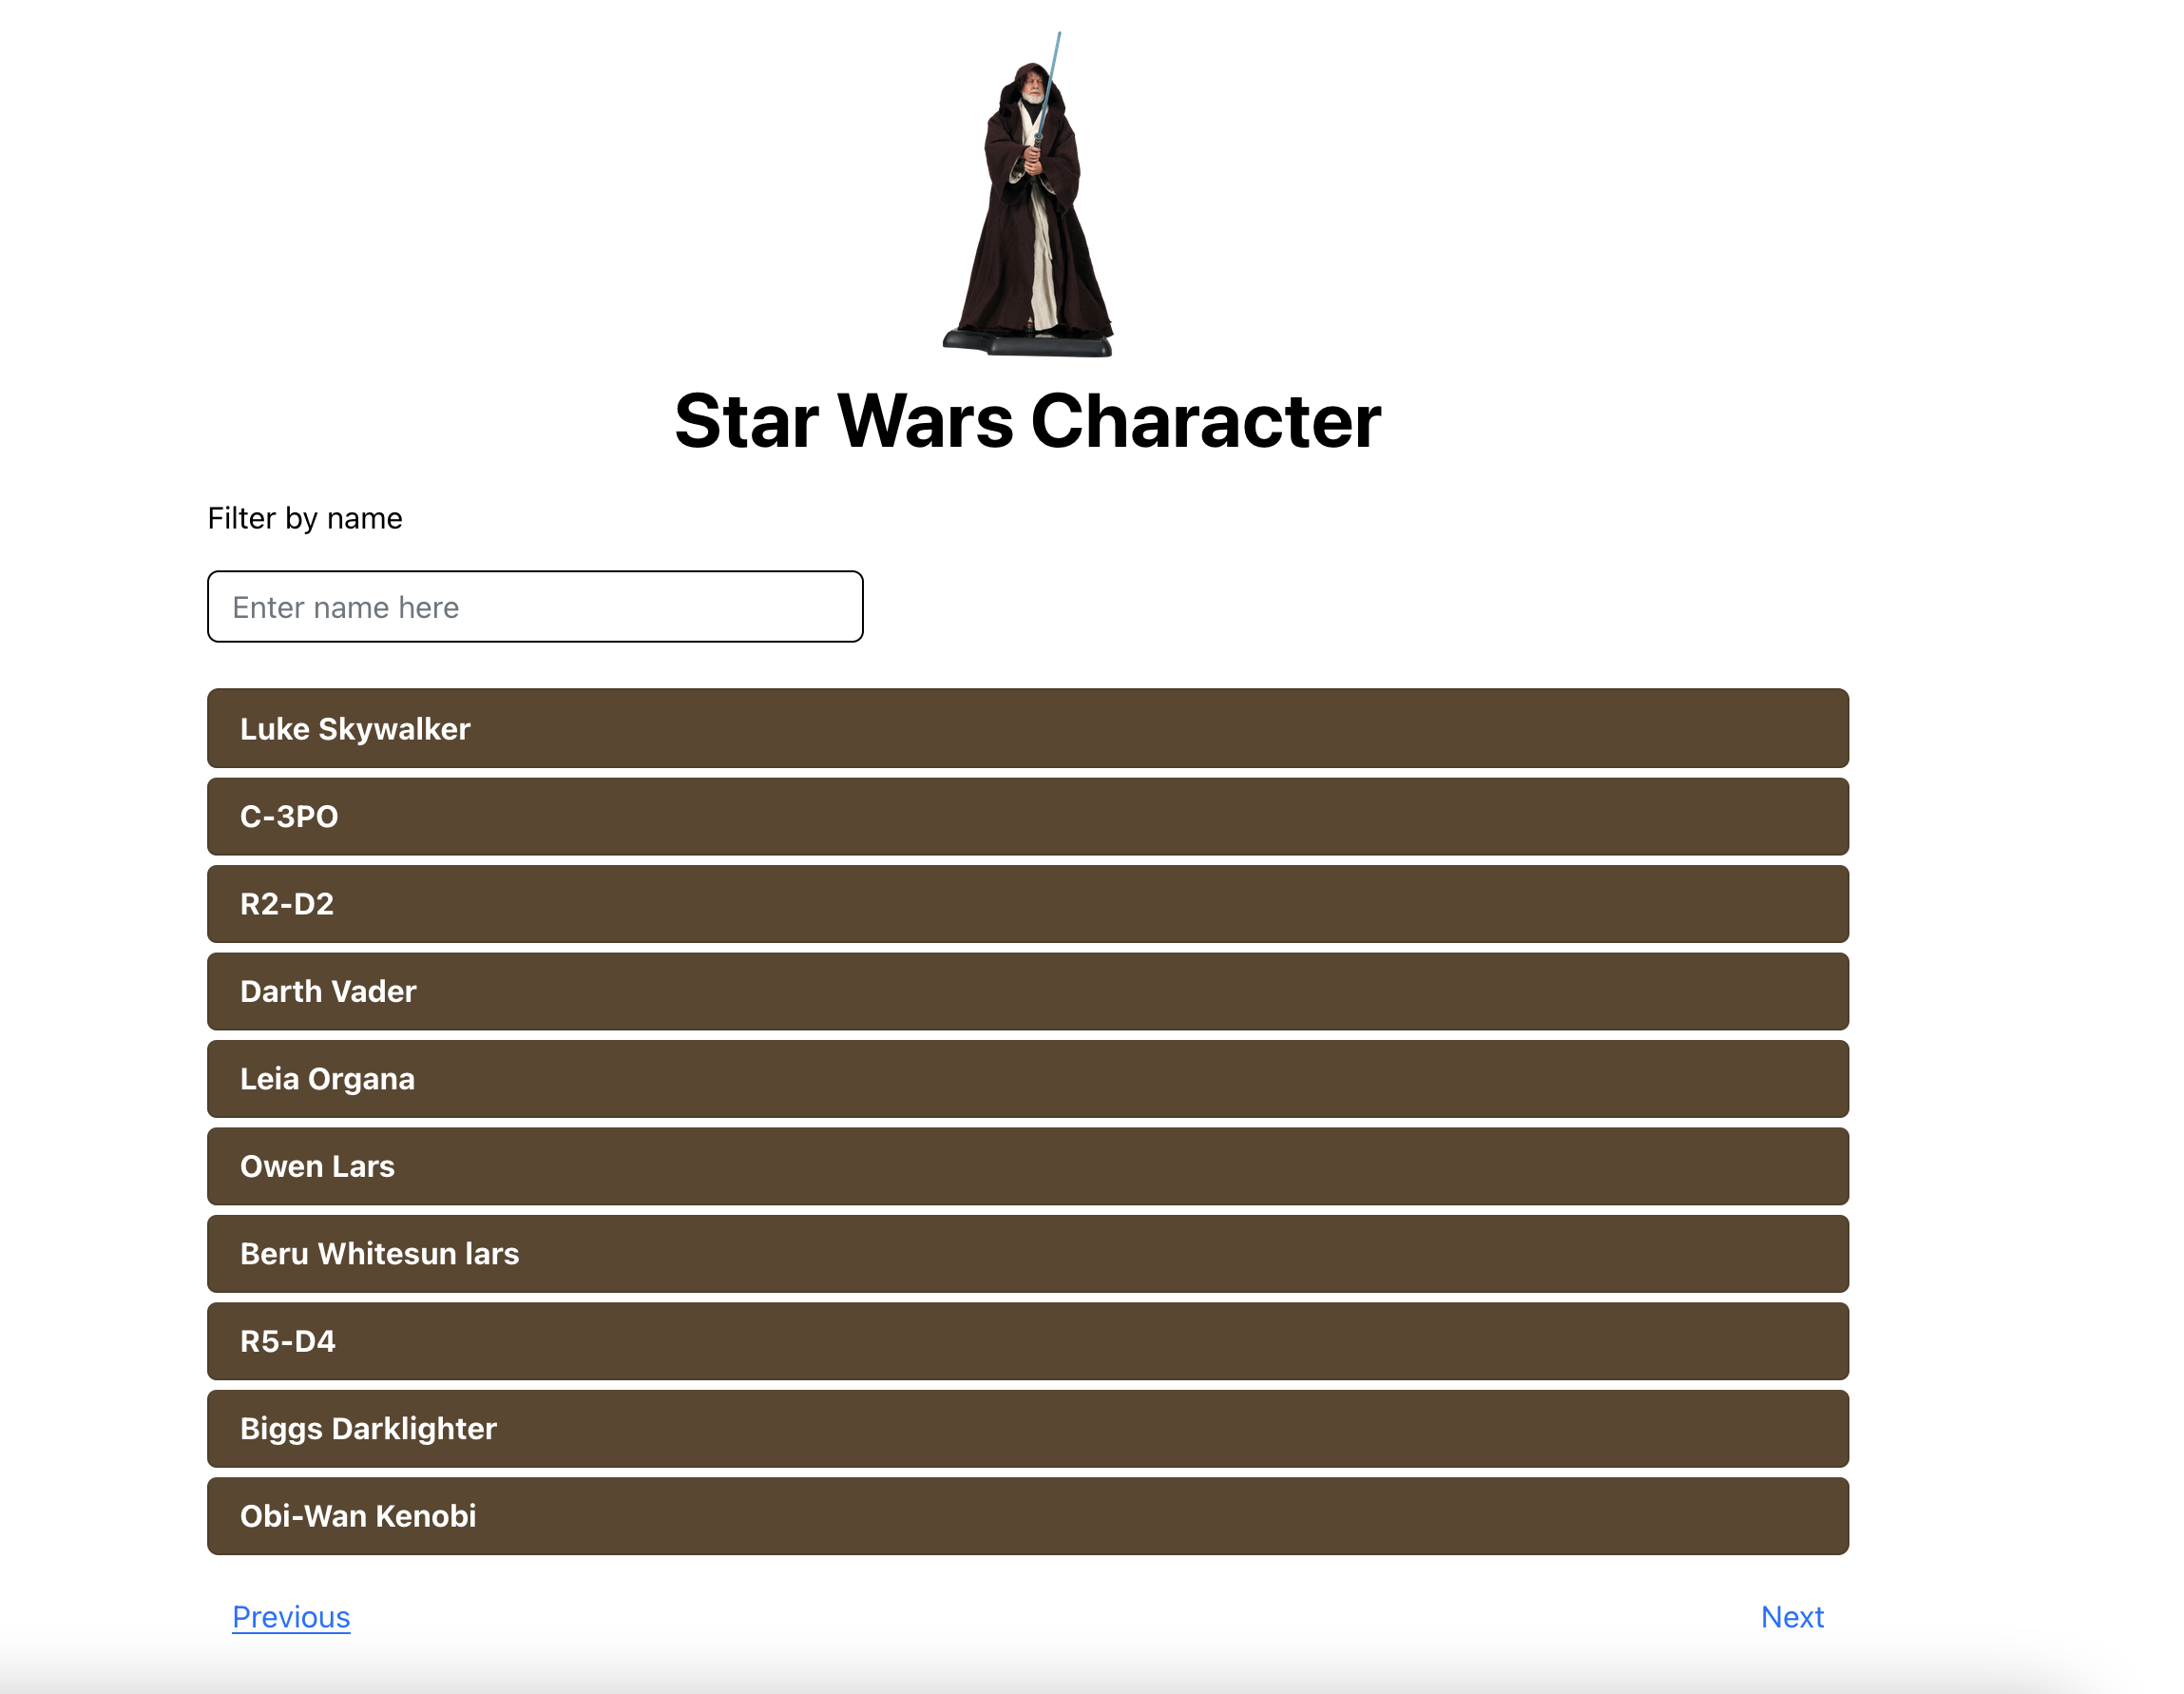 Star Wars Character
Filter by name
Enter name here
Luke Skywalker
C-3PO
R2-D2
Darth Vader
Leia Organa
Owen Lars
Beru Whitesun lars
R5-D4
Biggs Darklighter
Obi-Wan Kenobi
Previous
Next